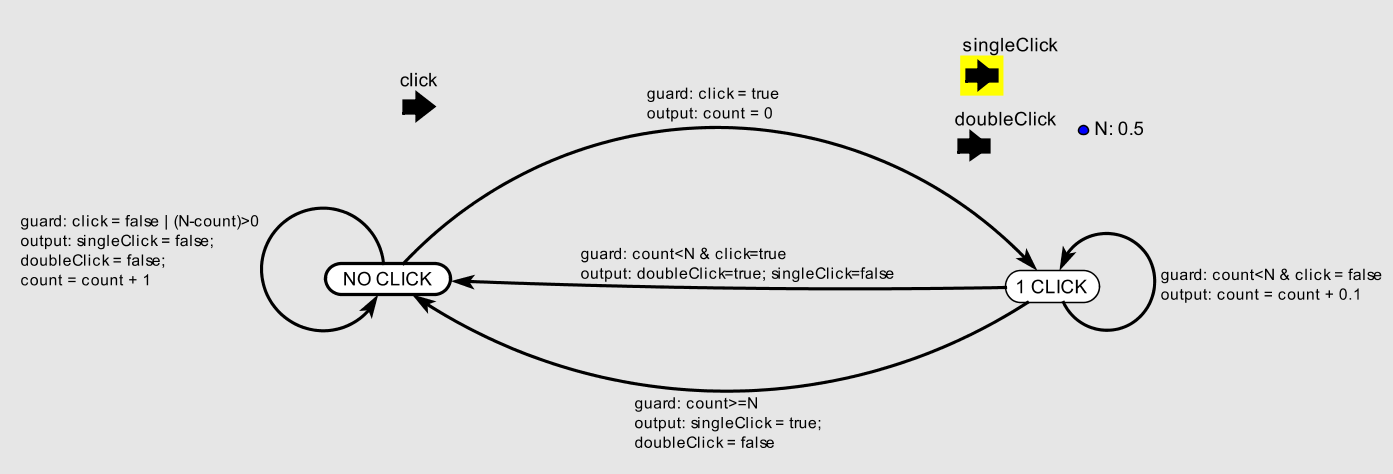 singleClick
click
guard: click = true
output: count = 0
doubleClick
N: 0.5
guard: click = false | (N-count)>0
output: singleClick = false;
doubleClick = false;
count = count + 1
NO CLICK
guard: count<N & click=true
output: doubleClick=true; singleClick=false
1 CLICK
guard: count<N & click = false
output: count = count + 0.1
guard: count>=N
output: singleClick = true;
doubleClick = false